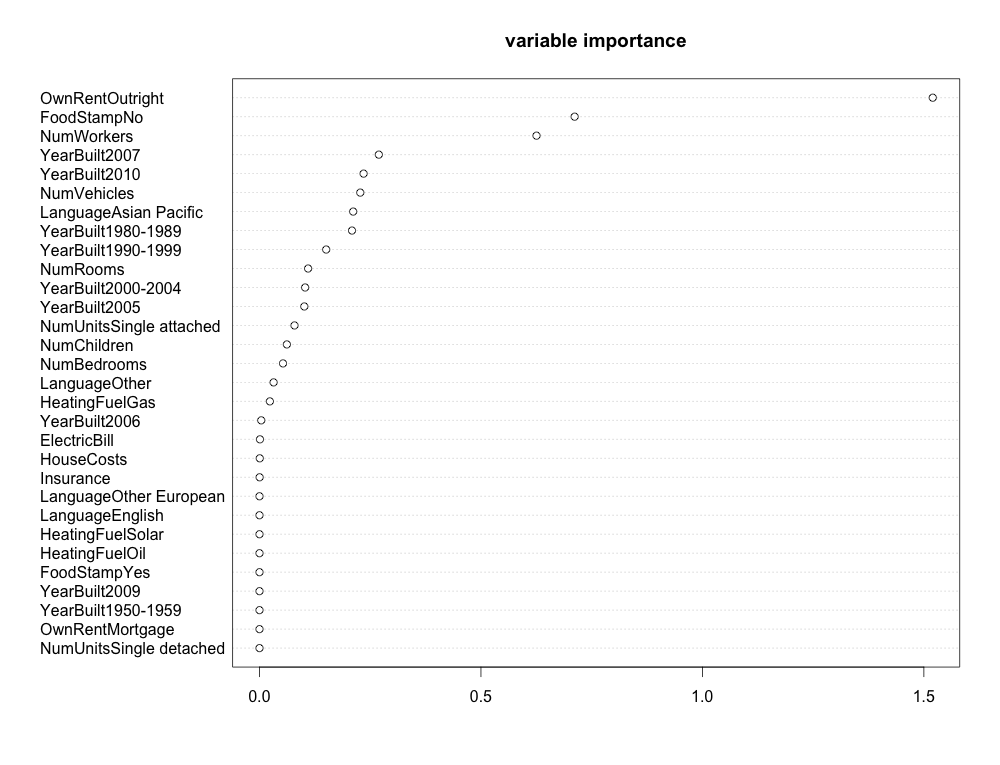 variable importance
OwnRentOutright
FoodStampNo
NumWorkers
YearBuilt2007
YearBuilt2010
NumVehicles
LanguageAsian Pacific
YearBuilt1980-1989
YearBuilt1990-1999
NumRooms
YearBuilt2000-2004
YearBuilt2005
NumUnitsSingle attached
NumChildren
NumBedrooms
LanguageOther
HeatingFuelGas
YearBuilt2006
ElectricBill
HouseCosts
Insurance
LanguageOther European
LanguageEnglish
HeatingFuelSolar
HeatingFuelOil
FoodStampYes
YearBuilt2009
YearBuilt1950-1959
OwnRentMortgage
NumUnitsSingle detached
0.0 0.5 1.0 1.5